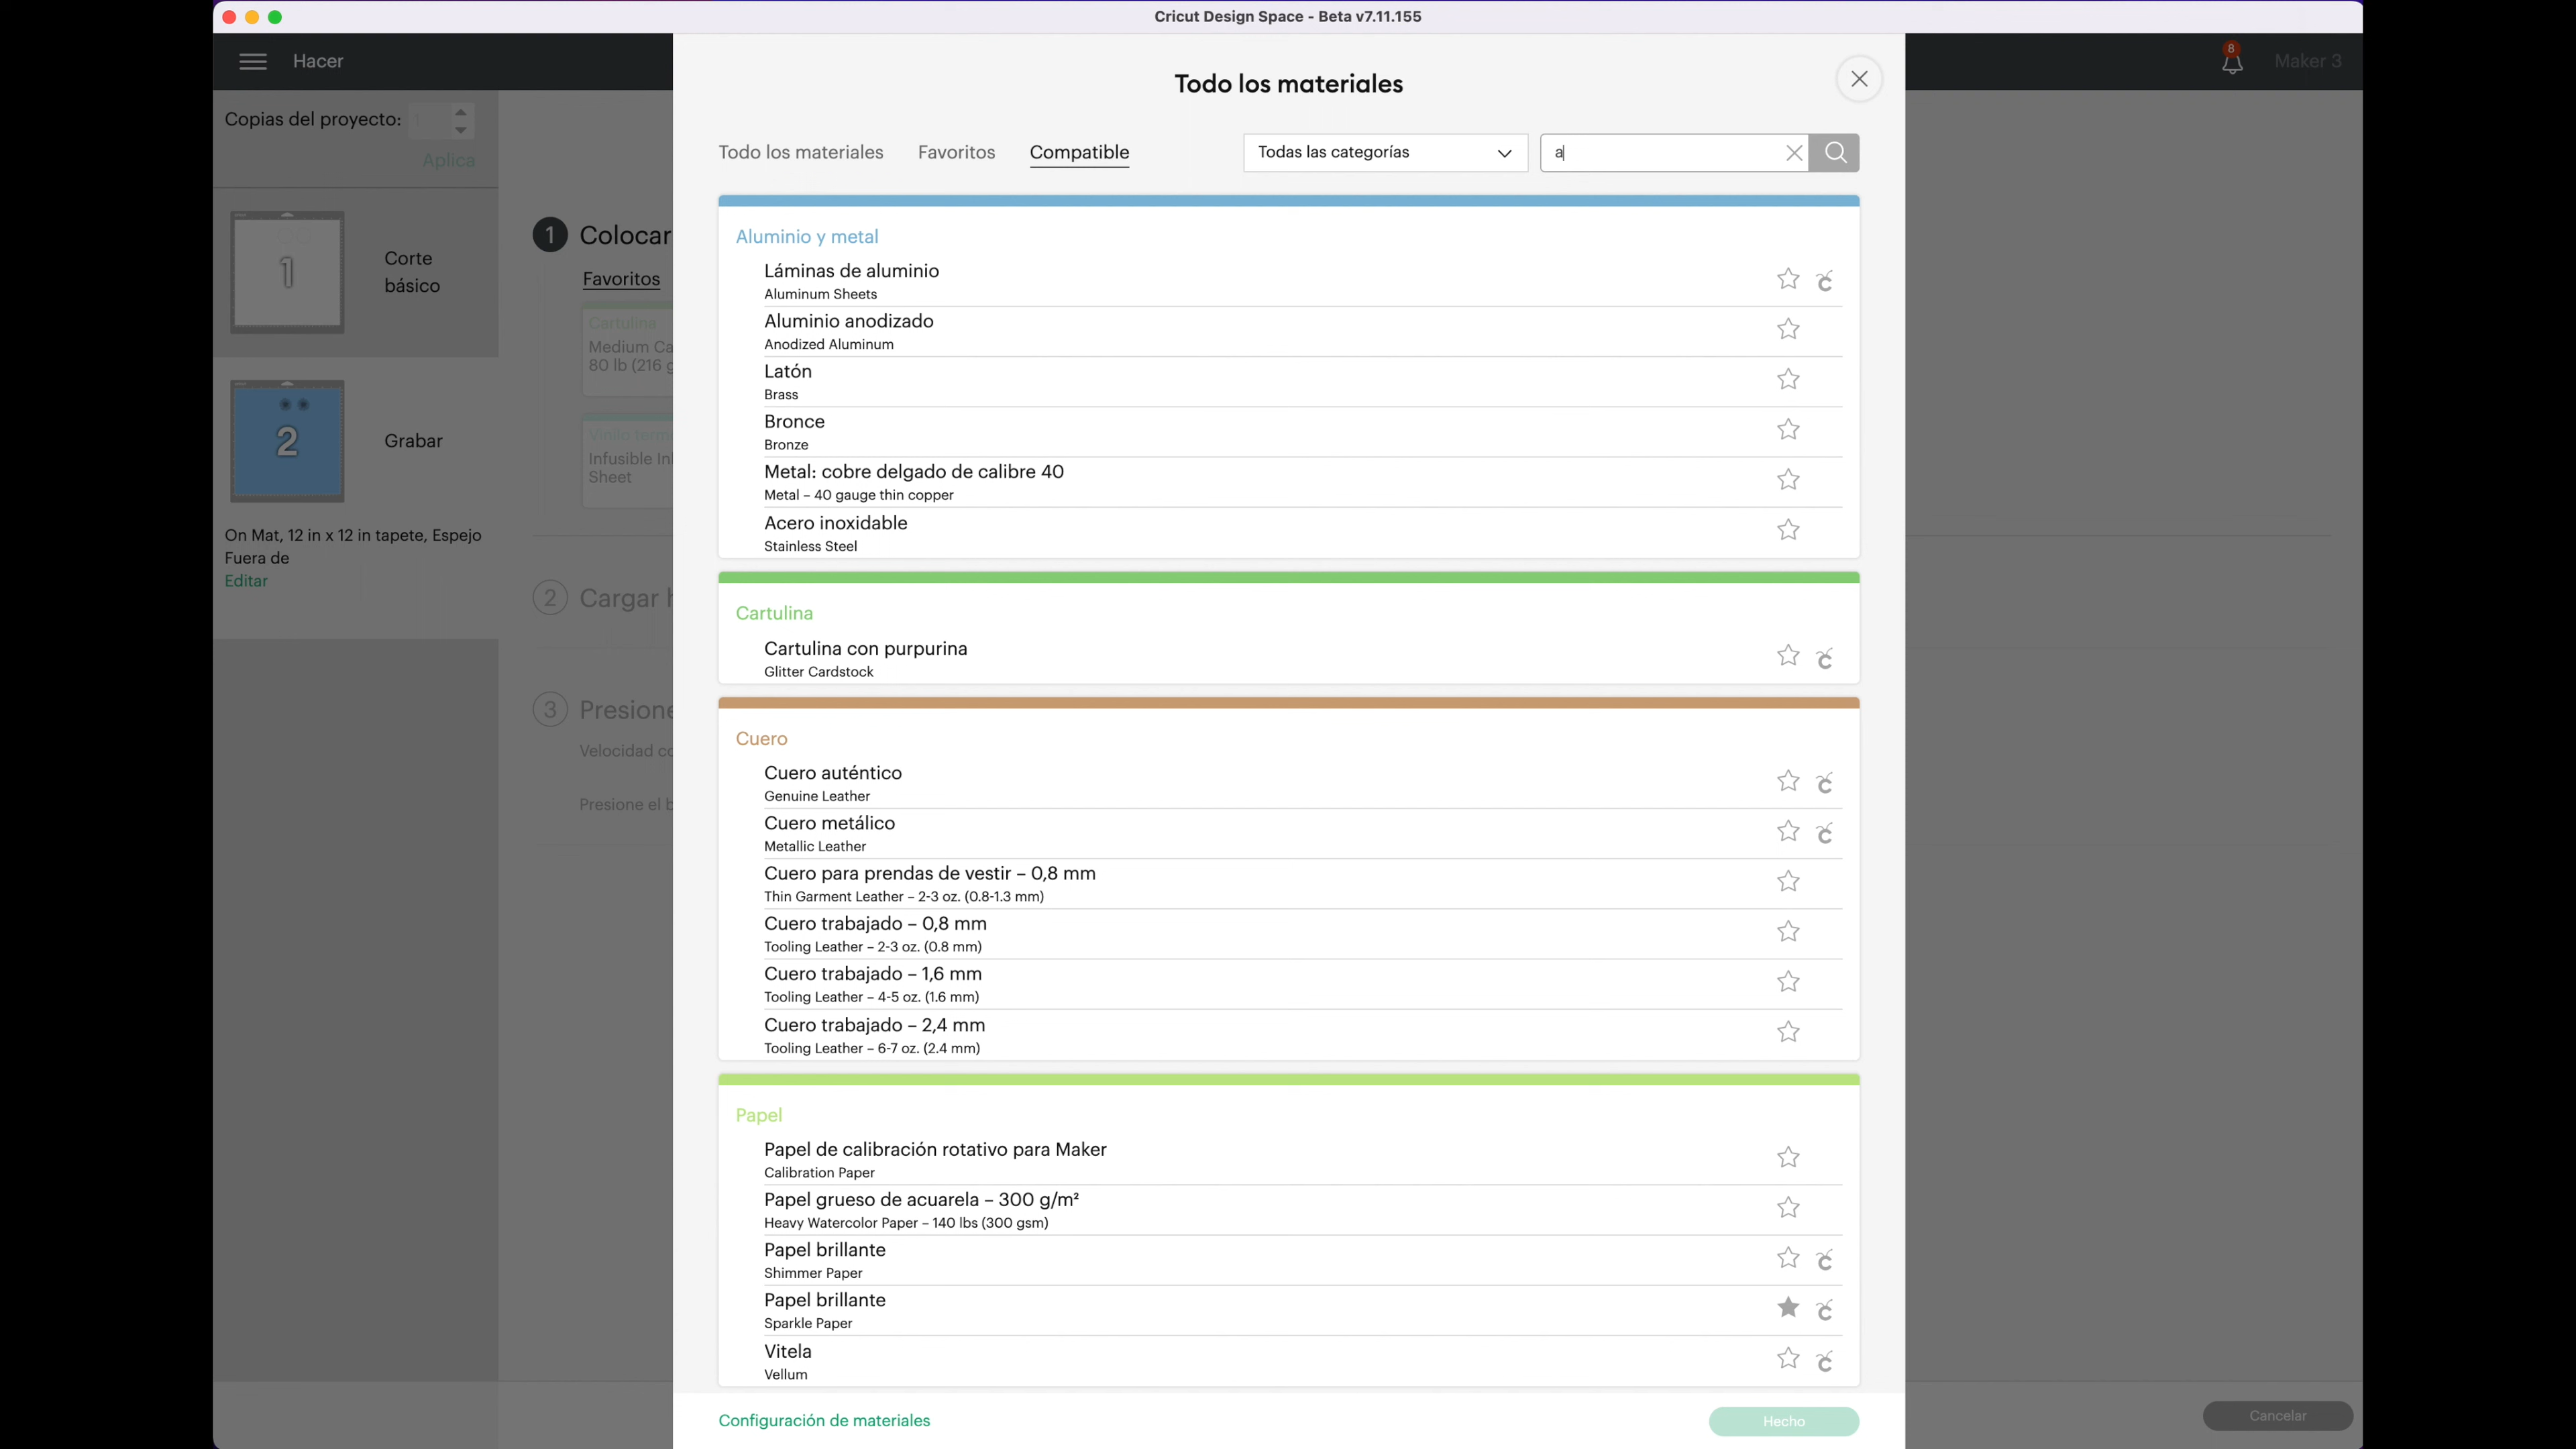 Cricut Design Space - Beta v7.11.155
Hacer
8
Maker 3
Copias del proyecto:
Aplica
1
Corte
básico
2
Grabar
On Mat, 12 in x 12 in tapete, Espejo
Fuera de
Editar
1 Colocar
Favoritos
Cartulina
Medium Ca
80 lb (216 g
Vinilo term
Infusible In
Sheet
2 Cargar
3 Presione
Velocidad co
Presione el b
Todo los materiales
Todo los materiales
Favoritos
Compatible
Todas las categorías
a
Aluminio y metal
Láminas de aluminio
Aluminum Sheets
Aluminio anodizado
Anodized Aluminum
Latón
Brass
Bronce
Bronze
Metal: cobre delgado de calibre 40
Metal – 40 gauge thin copper
Acero inoxidable
Stainless Steel
Cartulina
Cartulina con purpurina
Glitter Cardstock
Cuero
Cuero auténtico
Genuine Leather
Cuero metálico
Metallic Leather
Cuero para prendas de vestir – 0,8 mm
Thin Garment Leather – 2-3 oz. (0.8-1.3 mm)
Cuero trabajado – 0,8 mm
Tooling Leather – 2-3 oz. (0.8 mm)
Cuero trabajado – 1,6 mm
Tooling Leather – 4-5 oz. (1.6 mm)
Cuero trabajado – 2,4 mm
Tooling Leather – 6-7 oz. (2.4 mm)
Papel
Papel de calibración rotativo para Maker
Calibration Paper
Papel grueso de acuarela – 300 g/m²
Heavy Watercolor Paper – 140 lbs (300 gsm)
Papel brillante
Shimmer Paper
Papel brillante
Sparkle Paper
Vitela
Vellum
Configuración de materiales
Hecho
Cancelar